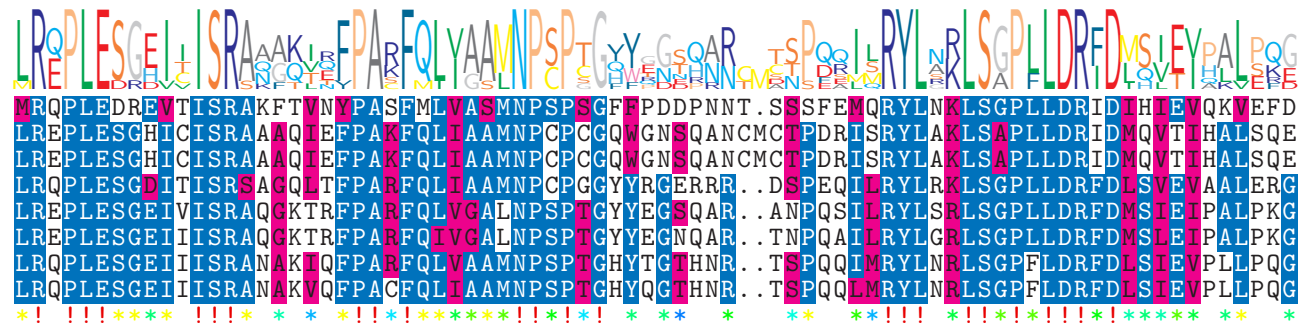 MRQPLEDREVTISRAKFTVNYPASFMLVASMNPSPSGFFPDDPNNT.SSSFEMQRYLNKLSGPLLDRIDIHIEVQKVEFD
LREPLESGHICISRAAAQIEFPAKFQLIAAMNPCPCGQWGNSQANCMCTPDRISRYLAKLSAPLLDRIDMQVTIHALSQE
LREPLESGHICISRAAAQIEFPAKFQLIAAMNPCPCGQWGNSQANCMCTPDRISRYLAKLSAPLLDRIDMQVTIHALSQE
LRQPLESGDITISRSAGQLTFPARFQLIAAMNPCPGGYYRGERRR..DSPEQILRYLRKLSGPLLDRFDLSVEVAALERG
LREPLESGEIVISRAQGKTRFPARFQLVGALNPSPTGYYEGSQAR..ANPQSILRYLSRLSGPLLDRFDMSIEIPALPKG
LREPLESGEIIISRAQGKTRFPARFQIVGALNPSPTGYYEGNQAR..TNPQAILRYLGRLSGPLLDRFDMSLEIPALPKG
LRQPLESGEIIISRANAKIQFPARFQLVAAMNPSPTGHYTGTHNR..TSPQQIMRYLNRLSGPFLDRFDLSIEVPLLPQG
LRQPLESGEIIISRANAKVQFPACFQLIAAMNPSPTGHYQGTHNR..TSPQQLMRYLNRLSGPFLDRFDLSIEVPLLPQG